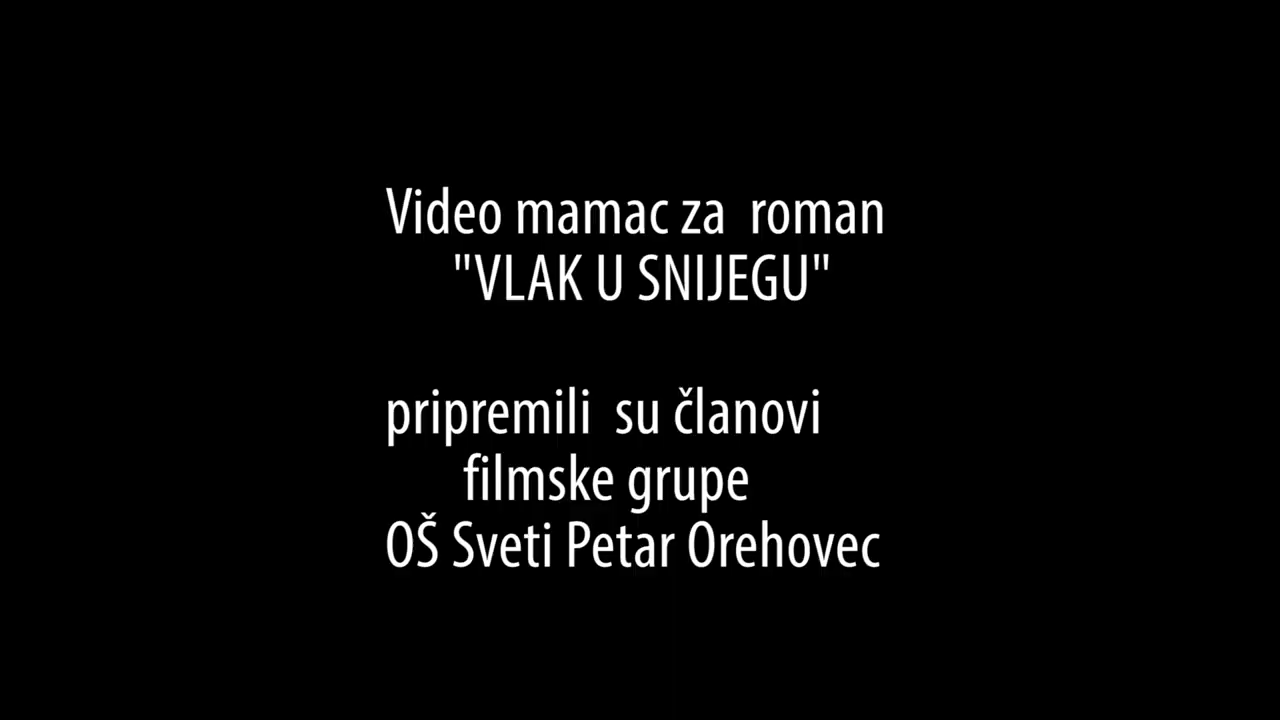 Video mamac za roman
"VLAK U SNIJEGU"
pripremili su članovi
filmske grupe
OŠ Sveti Petar Orehovec